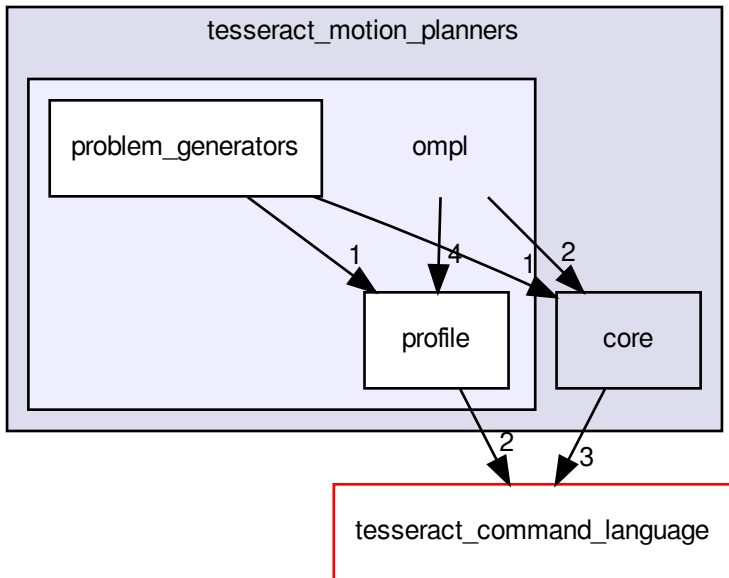 tesseract_motion_planners
problem_generators
ompl
1
4
1
2
profile
core
2
3
tesseract_command_language